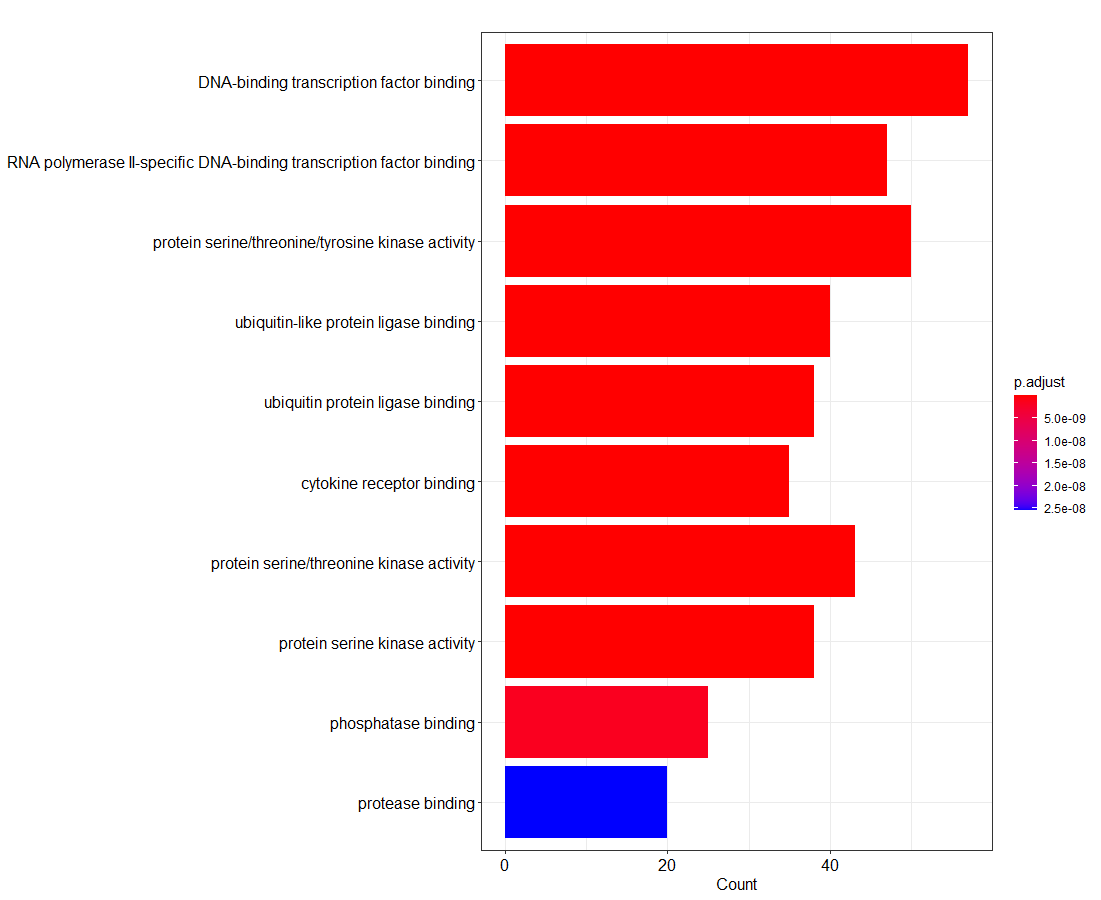 DNA-binding transcription factor binding
RNA polymerase II-specific DNA-binding transcription factor binding
protein serine/threonine/tyrosine kinase activity
ubiquitin-like protein ligase binding
ubiquitin protein ligase binding
cytokine receptor binding
protein serine/threonine kinase activity
protein serine kinase activity
phosphatase binding
protease binding
0 20 40
Count
p.adjust
5.0e-09
1.0e-08
1.5e-08
2.0e-08
2.5e-08